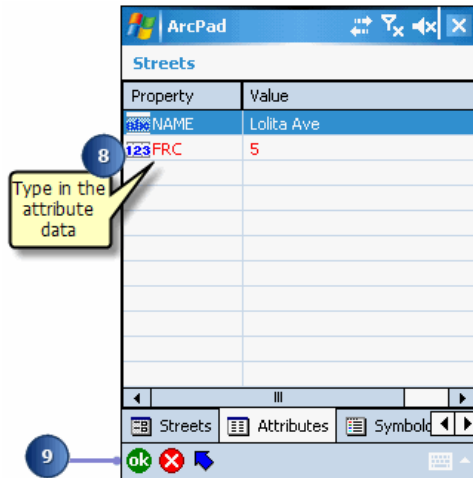 ArcPad
Streets
Property Value
abc NAME Lolita Ave
123 FRC 5
8
Type in the
attribute
data
Streets Attributes Symbolo
9
ok